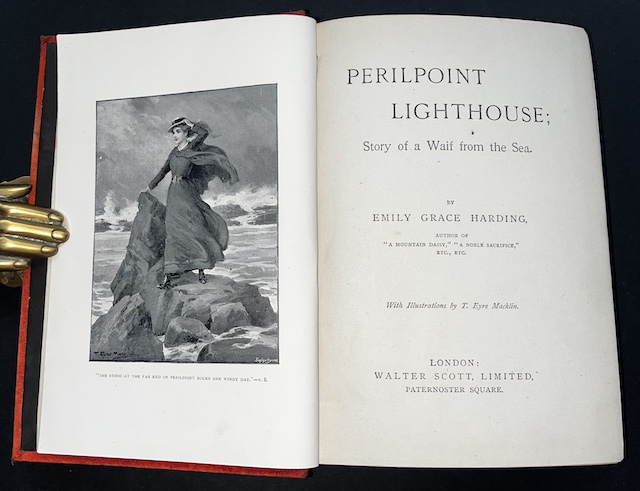 "SHE STOOD AT THE FAR END OF PERILPOINT ROCKS ONE WINDY DAY."—P. 2.
PERILPOINT
LIGHTHOUSE;
Story of a Waif from the Sea.
BY
EMILY GRACE HARDING,
AUTHOR OF
"A MOUNTAIN DAISY," "A NOBLE SACRIFICE,"
ETC., ETC.
With Illustrations by T. Eyre Macklin.
LONDON:
WALTER SCOTT, LIMITED,
PATERNOSTER SQUARE.